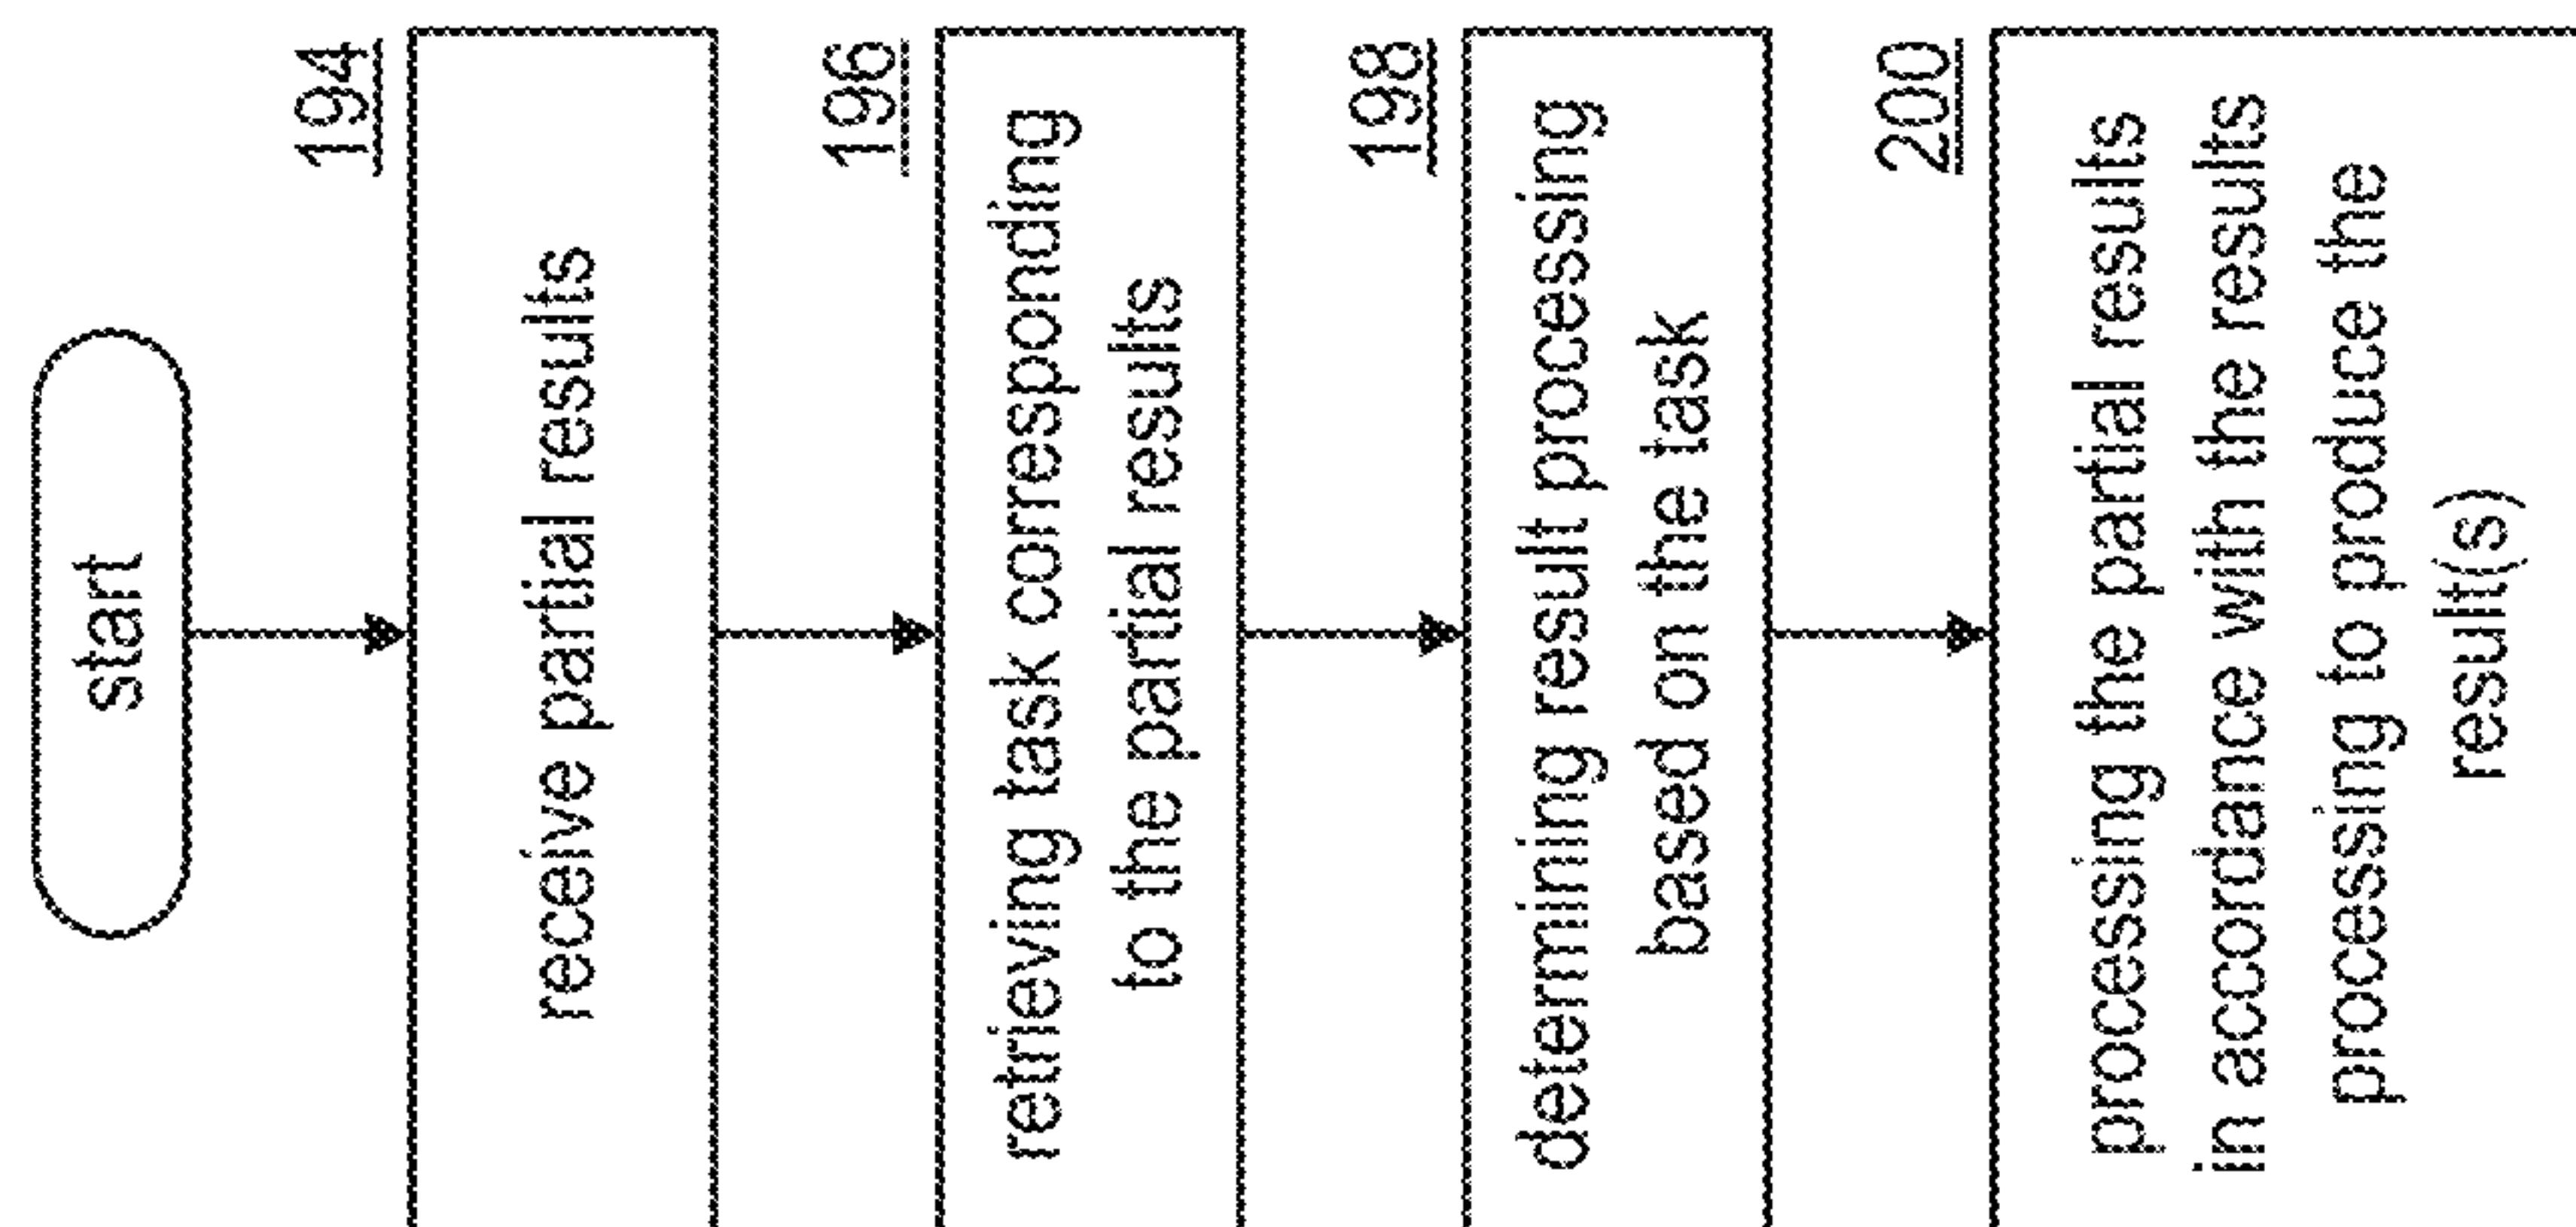 start
194
receive partial results
196
retrieving task corresponding
to the partial results
198
determining result processing
based on the task
200
processing the partial results
in accordance with the results
processing to produce the
result(s)